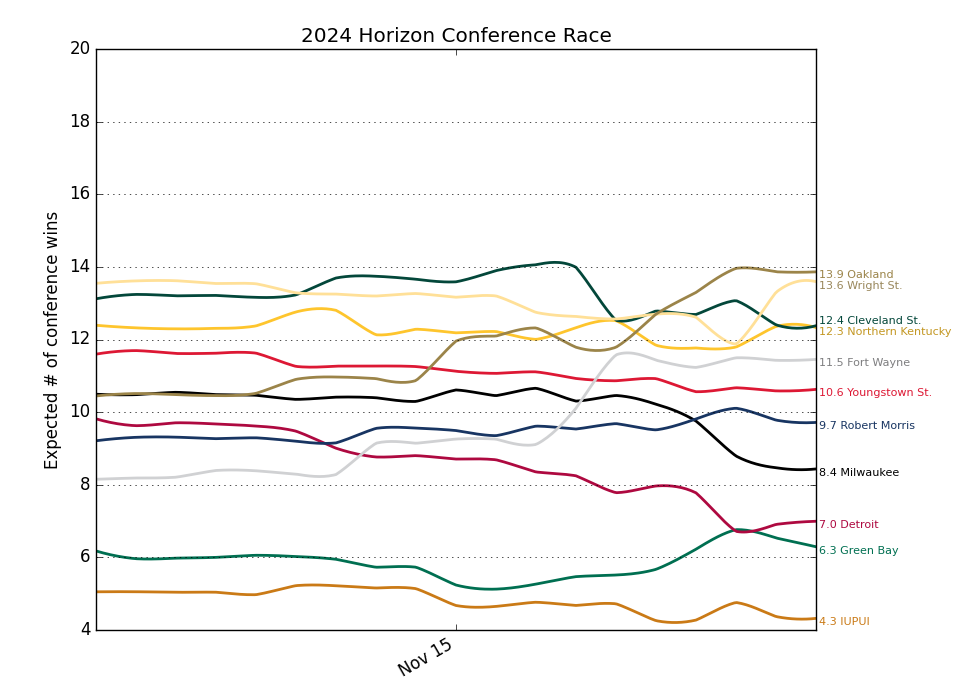 2024 Horizon Conference Race
Expected # of conference wins
20
18
16
14
12
10
8
6
4
Nov 15
13.9 Oakland
13.6 Wright St.
12.4 Cleveland St.
12.3 Northern Kentucky
11.5 Fort Wayne
10.6 Youngstown St.
9.7 Robert Morris
8.4 Milwaukee
7.0 Detroit
6.3 Green Bay
4.3 IUPUI